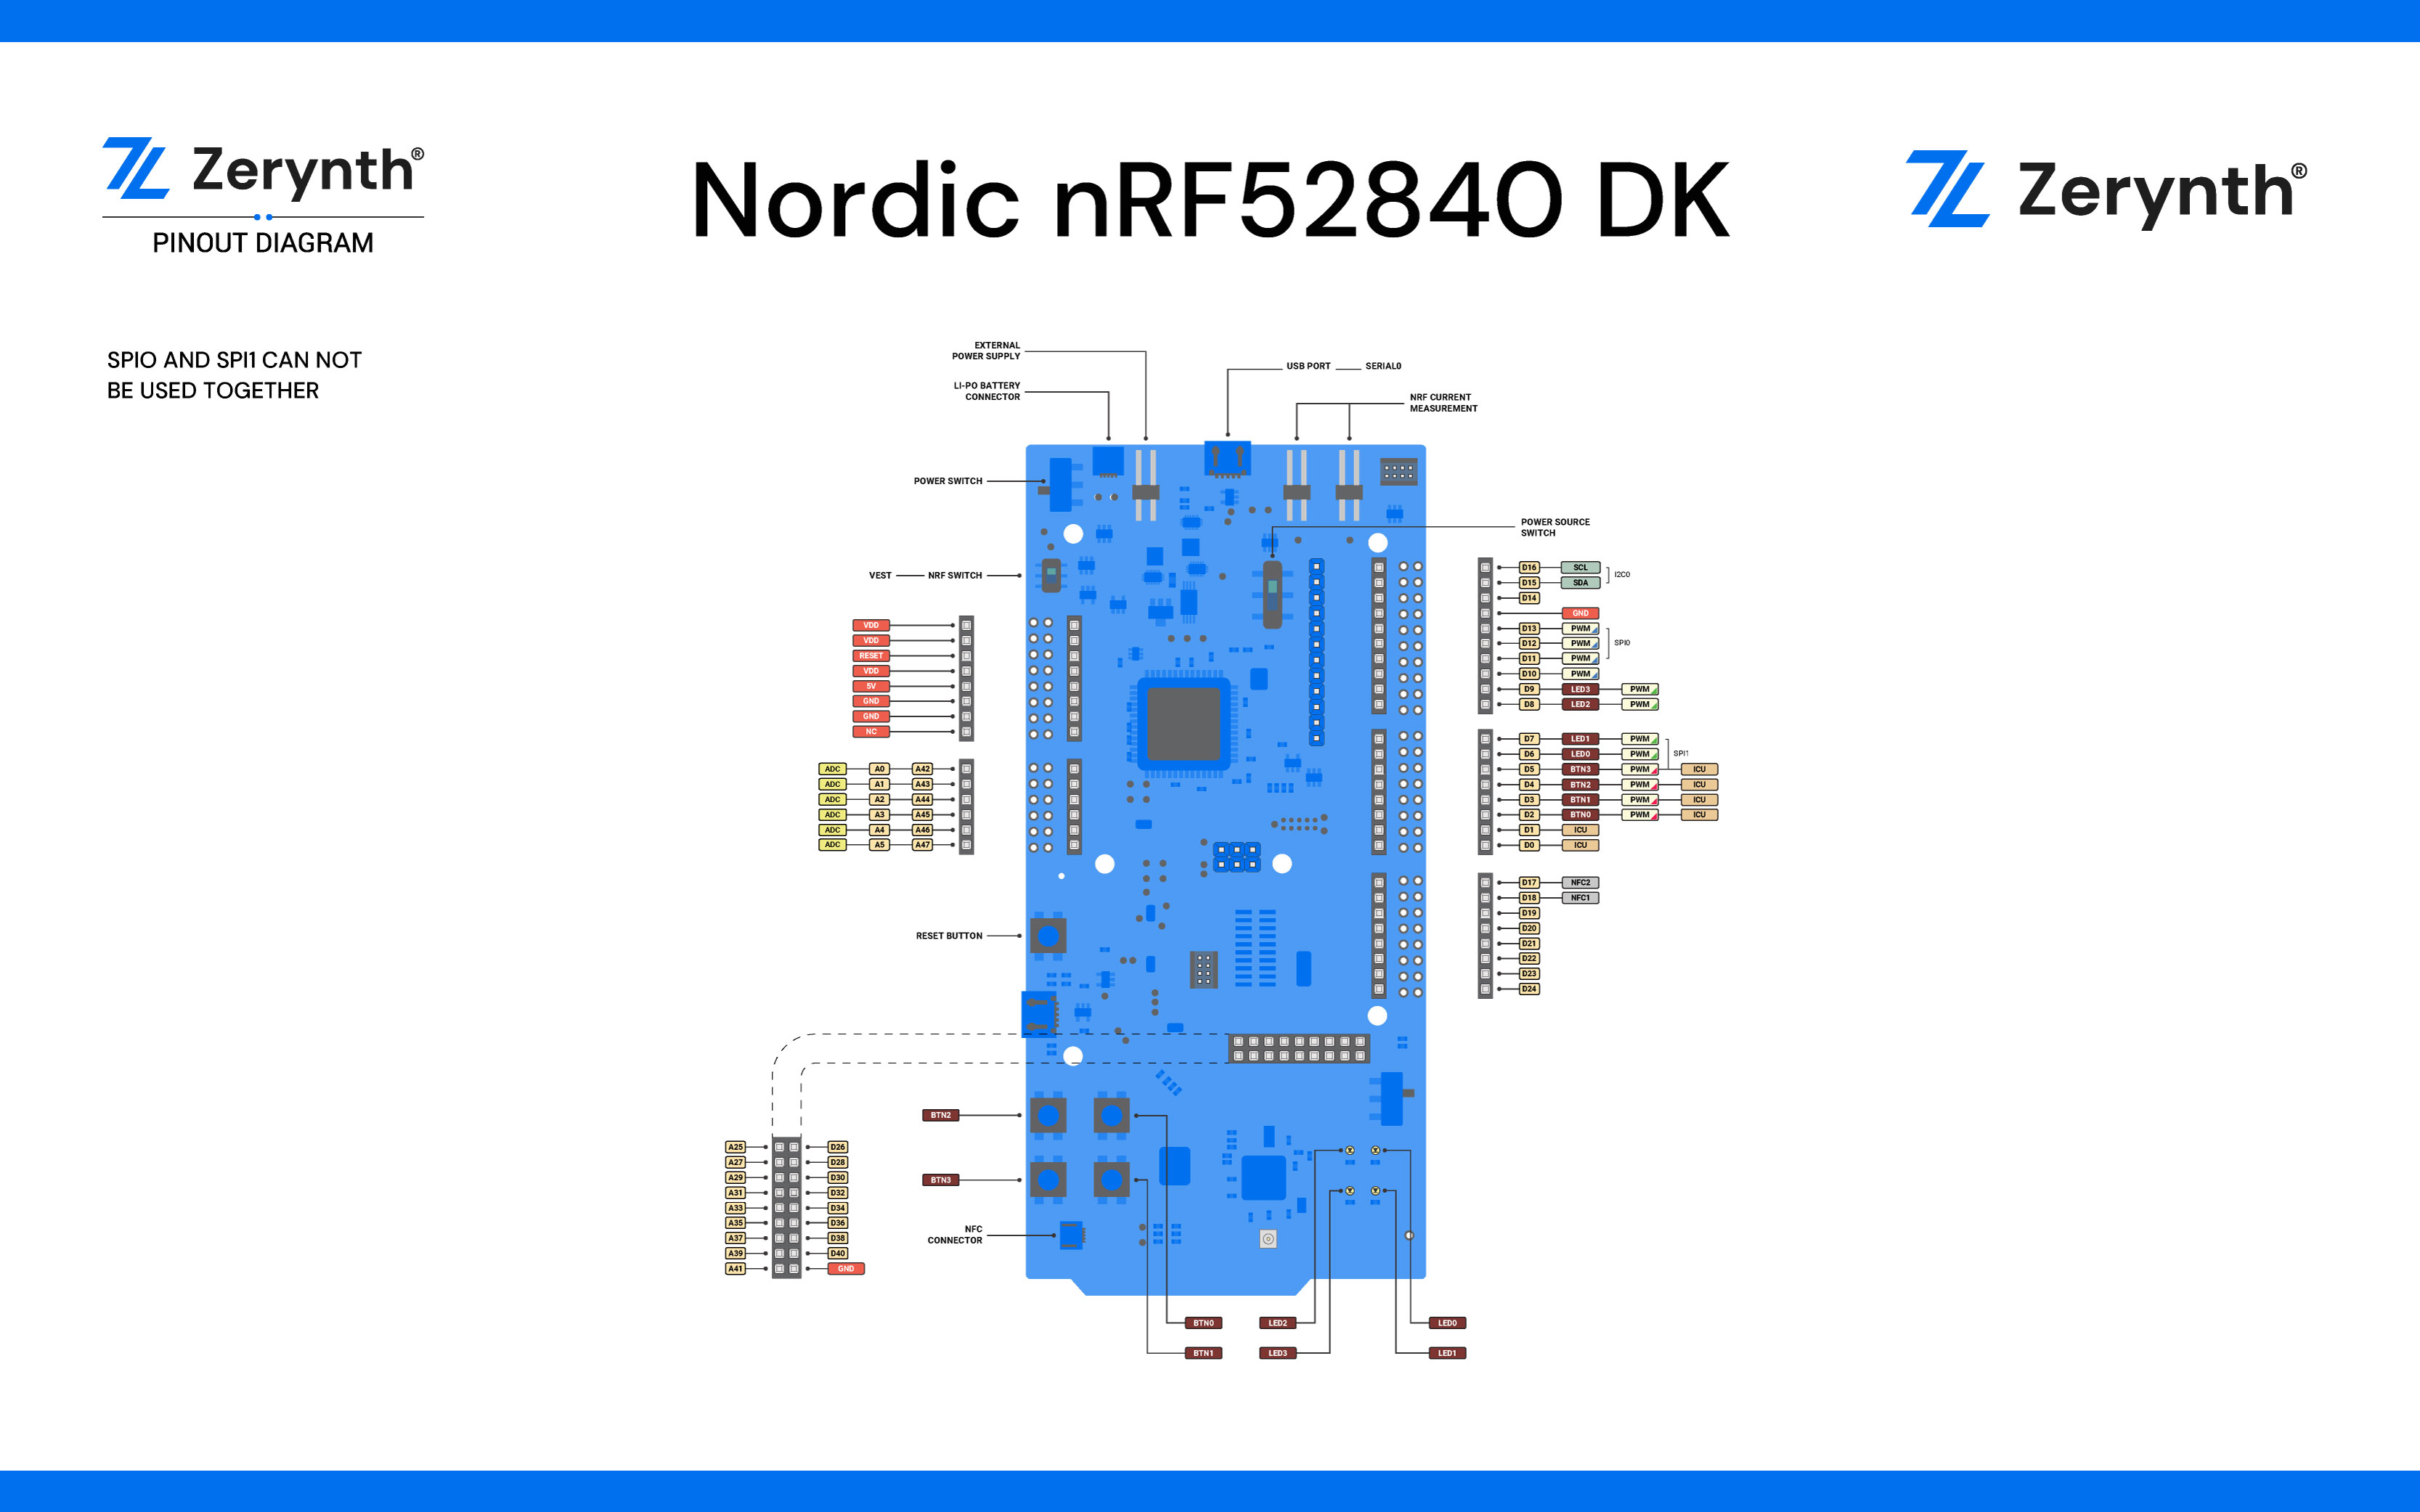 Zerynth®
PINOUT DIAGRAM
Nordic nRF52840 DK
Zerynth®
SPI0 AND SPI1 CAN NOT
BE USED TOGETHER
EXTERNAL
POWER SUPPLY
LI-PO BATTERY
CONNECTOR
USB PORT SERIAL0
NRF CURRENT
MEASUREMENT
POWER SWITCH
POWER SOURCE
SWITCH
VEST NRF SWITCH
VDD
VDD
RESET
VDD
5V
GND
GND
NC
ADC A0 A42
ADC A1 A43
ADC A2 A44
ADC A3 A45
ADC A4 A46
ADC A5 A47
D16 SCL
I2C0
D15 SDA
D14
GND
D13 PWM
D12 PWM SPI0
D11 PWM
D10 PWM
D9 LED3 PWM
D8 LED2 PWM
D7 LED1 PWM
D6 LED0 PWM SPI1
D5 BTN3 PWM ICU
D4 BTN2 PWM ICU
D3 BTN1 PWM ICU
D2 BTN0 PWM ICU
D1 ICU
D0 ICU
D17 NFC2
D18 NFC1
D19
D20
D21
D22
D23
D24
RESET BUTTON
BTN2
BTN3
NFC
CONNECTOR
A25 D26
A27 D28
A29 D30
A31 D32
A33 D34
A35 D36
A37 D38
A39 D40
A41 GND
BTN0 LED2 LED0
BTN1 LED3 LED1